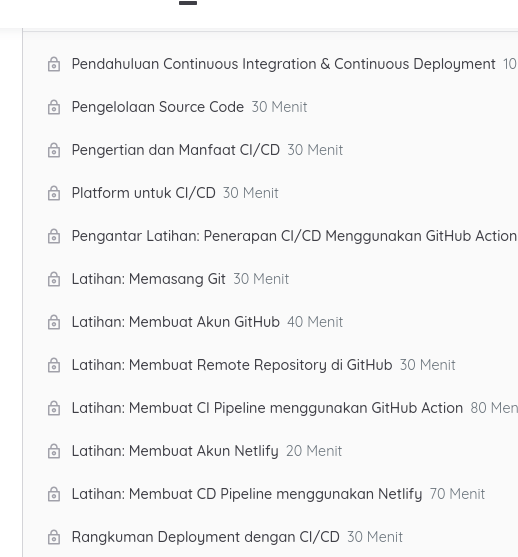 Pendahuluan Continuous Integration & Continuous Deployment 10
Pengelolaan Source Code 30 Menit
Pengertian dan Manfaat CI/CD 30 Menit
Platform untuk CI/CD 30 Menit
Pengantar Latihan: Penerapan CI/CD Menggunakan GitHub Action
Latihan: Memasang Git 30 Menit
Latihan: Membuat Akun GitHub 40 Menit
Latihan: Membuat Remote Repository di GitHub 30 Menit
Latihan: Membuat CI Pipeline menggunakan GitHub Action 80 Men
Latihan: Membuat Akun Netlify 20 Menit
Latihan: Membuat CD Pipeline menggunakan Netlify 70 Menit
Rangkuman Deployment dengan CI/CD 30 Menit